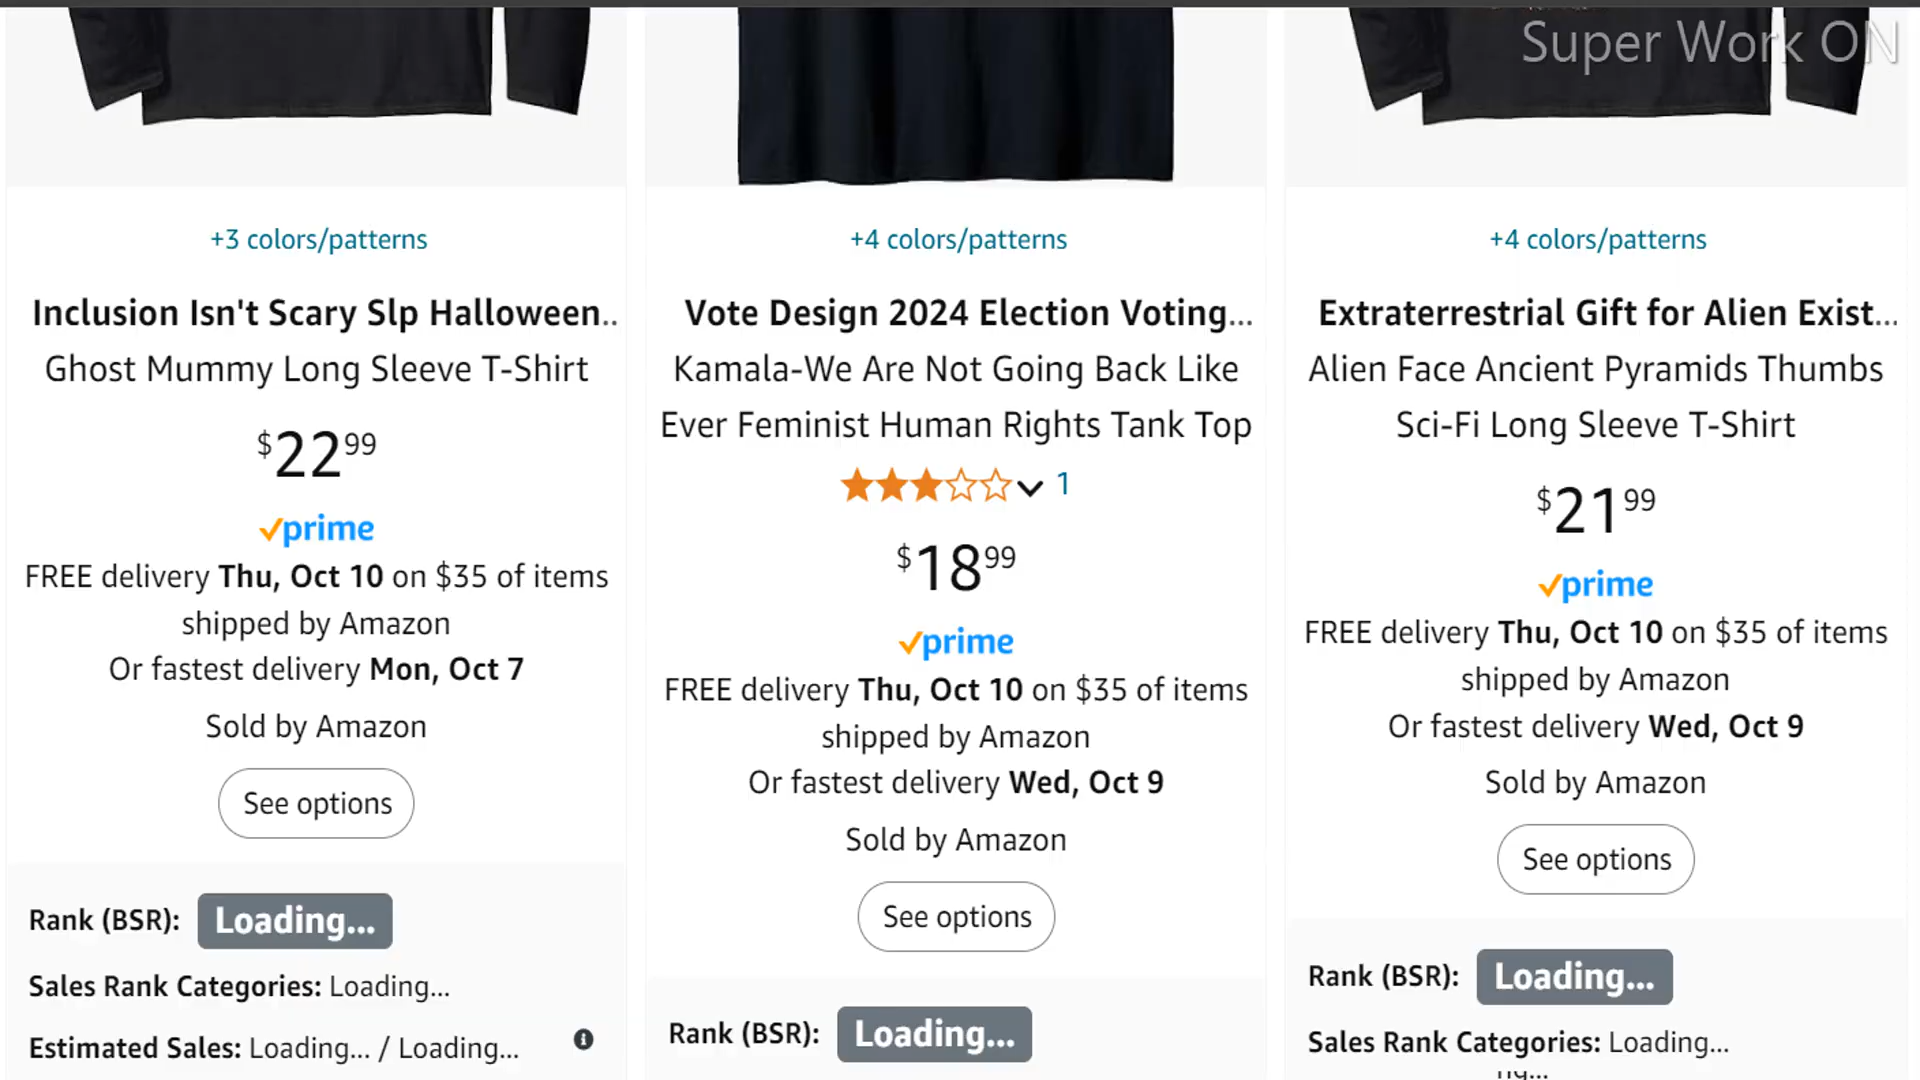 Super Work ON
+3 colors/patterns
Inclusion Isn't Scary Slp Halloween..
Ghost Mummy Long Sleeve T-Shirt
$22 99
prime
FREE delivery Thu, Oct 10 on $35 of items
shipped by Amazon
Or fastest delivery Mon, Oct 7
Sold by Amazon
See options
Rank (BSR): Loading...
Sales Rank Categories: Loading...
Estimated Sales: Loading... / Loading...
+4 colors/patterns
Vote Design 2024 Election Voting...
Kamala-We Are Not Going Back Like
Ever Feminist Human Rights Tank Top
1
$18 99
prime
FREE delivery Thu, Oct 10 on $35 of items
shipped by Amazon
Or fastest delivery Wed, Oct 9
Sold by Amazon
See options
Rank (BSR): Loading...
+4 colors/patterns
Extraterrestrial Gift for Alien Exist...
Alien Face Ancient Pyramids Thumbs
Sci-Fi Long Sleeve T-Shirt
$21 99
prime
FREE delivery Thu, Oct 10 on $35 of items
shipped by Amazon
Or fastest delivery Wed, Oct 9
Sold by Amazon
See options
Rank (BSR): Loading...
Sales Rank Categories: Loading...